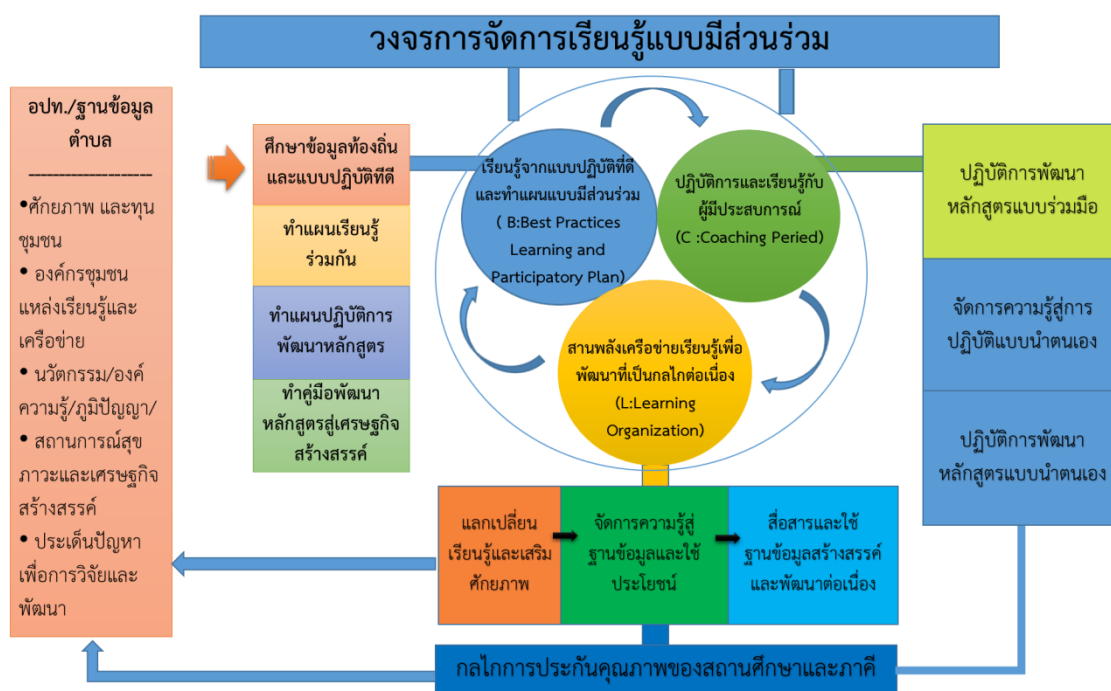 วงจรการจัดการเรียนรู้แบบมีส่วนร่วม
อปท./ฐานข้อมูล
ตำบล
--------------------
•ศักยภาพ และทุน
ชุมชน
• องค์กรชุมชน
แหล่งเรียนรู้และ
เครือข่าย
• นวัตกรรม/องค์
ความรู้/ภูมิปัญญา/
• สถานการณ์สุข
ภาวะและเศรษฐกิจ
สร้างสรรค์
• ประเด็นปัญหา
เพื่อการวิจัยและ
พัฒนา
ศึกษาข้อมูลท้องถิ่น
และแบบปฏิบัติที่ดี
ทำแผนเรียนรู้
ร่วมกัน
ทำแผนปฏิบัติการ
พัฒนาหลักสูตร
ทำคู่มือพัฒนา
หลักสูตรสู่เศรษฐกิจ
สร้างสรรค์
เรียนรู้จากแบบปฏิบัติที่ดี
และทำแผนแบบมีส่วนร่วม
( B:Best Practices
Learning and
Participatory Plan)
ปฏิบัติการและเรียนรู้กับ
ผู้มีประสบการณ์
(C :Coaching Peried)
สานพลังเครือข่ายเรียนรู้เพื่อ
พัฒนาที่เป็นกลไกต่อเนื่อง
(L:Learning
Organization)
ปฏิบัติการพัฒนา
หลักสูตรแบบร่วมมือ
จัดการความรู้สู่การ
ปฏิบัติแบบนำตนเอง
ปฏิบัติการพัฒนา
หลักสูตรแบบนำตนเอง
แลกเปลี่ยน
เรียนรู้และเสริม
ศักยภาพ
จัดการความรู้สู่
ฐานข้อมูลและใช้
ประโยชน์
สื่อสารและใช้
ฐานข้อมูลสร้างสรรค์
และพัฒนาต่อเนื่อง
กลไกการประกันคุณภาพของสถานศึกษาและภาคี